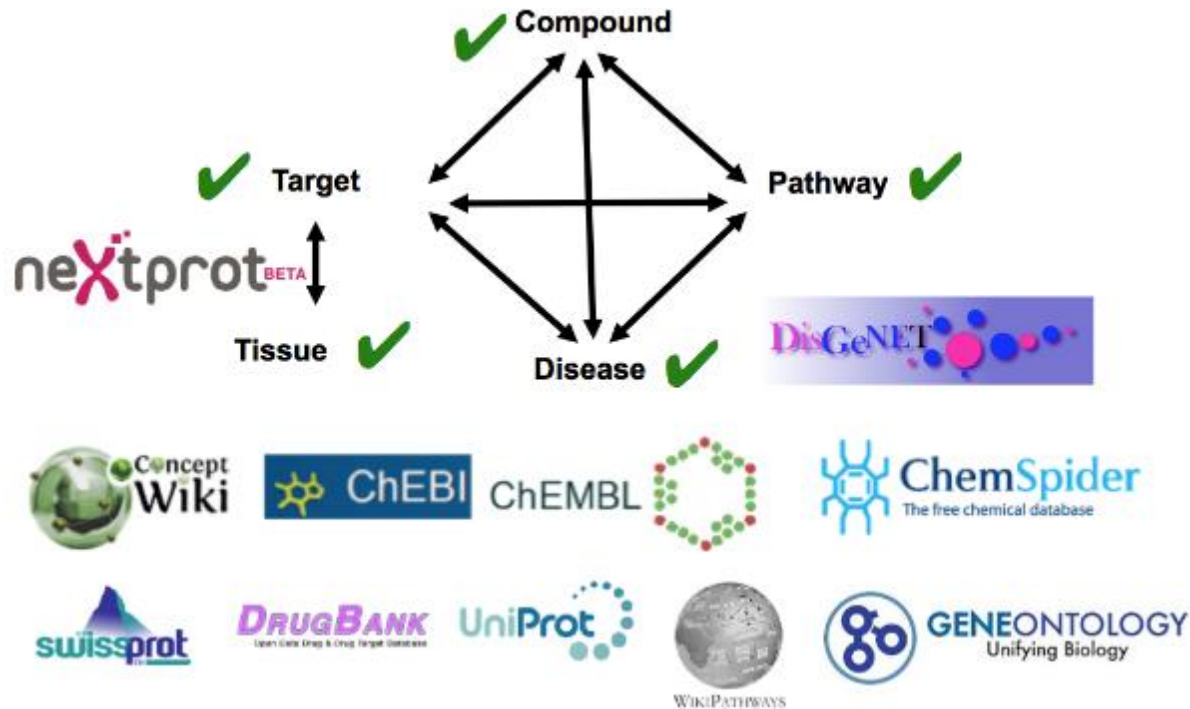 Compound
Target
Pathway
neXtprot BETA
Tissue
Disease
DisGeNET
Concept
Wiki
ChEBI
ChEMBL
ChemSpider
The free chemical database
swissprot
DRUGBANK
Open Data Drug & Drug Target Database
UniProt
WIKIPATHWAYS
GENEONTOLOGY
Unifying Biology